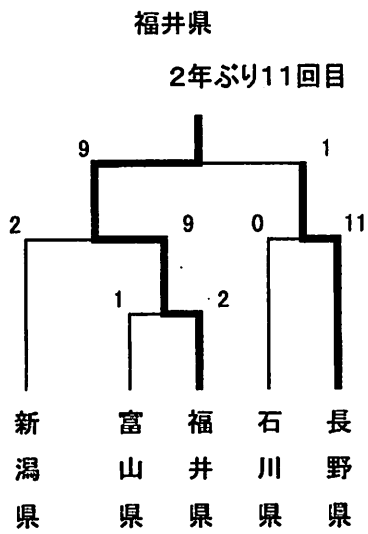 福井県
２年ぶり１１回目
9 1
2 9 0 11
1 2
新潟県 富山県 福井県 石川県 長野県